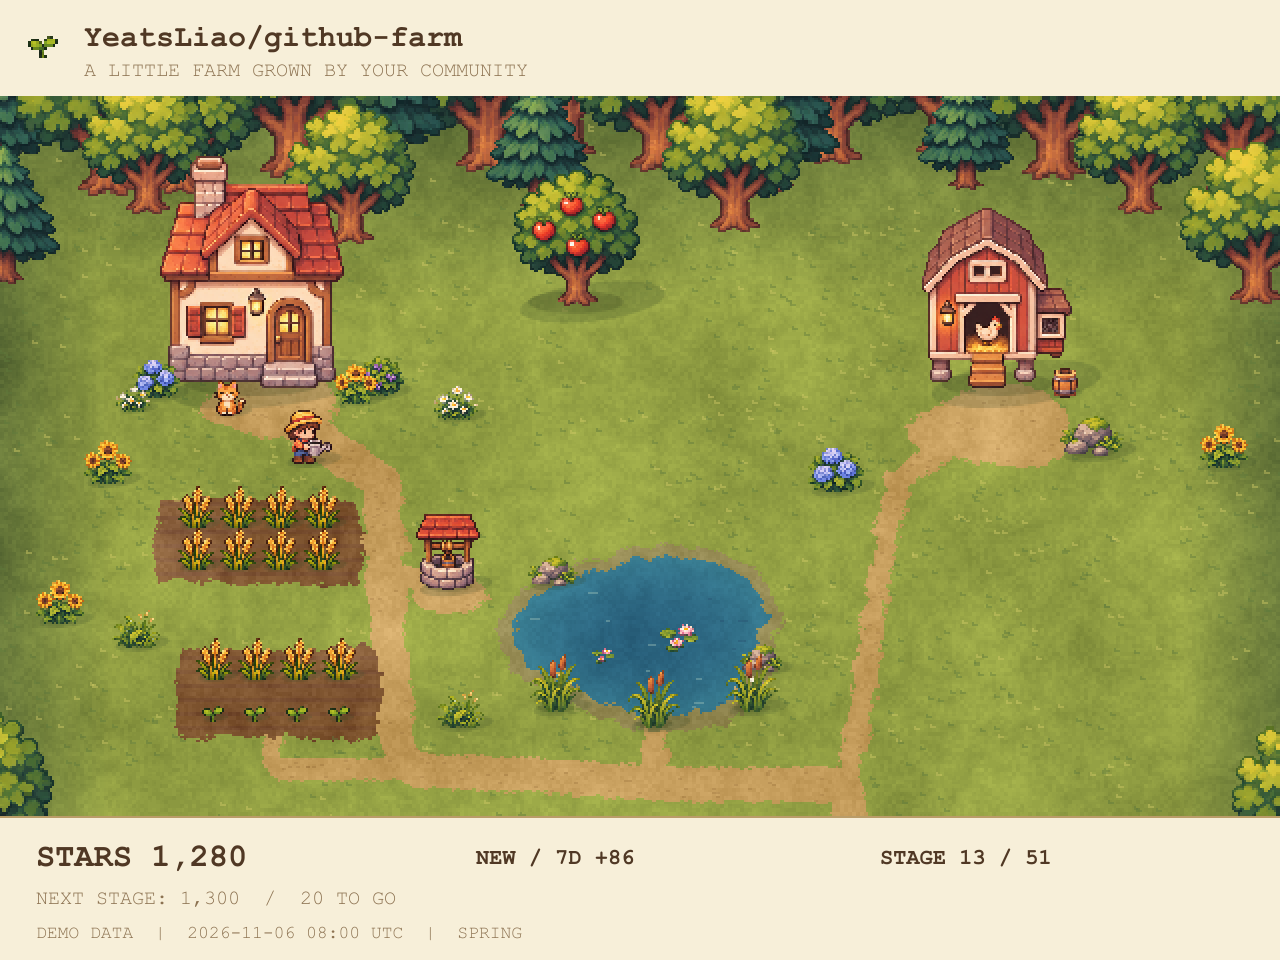 YeatsLiao/github-farm
A LITTLE FARM GROWN BY YOUR COMMUNITY
STARS 1,280
NEW / 7D +86
STAGE 13 / 51
NEXT STAGE: 1,300 / 20 TO GO
DEMO DATA | 2026-11-06 08:00 UTC | SPRING